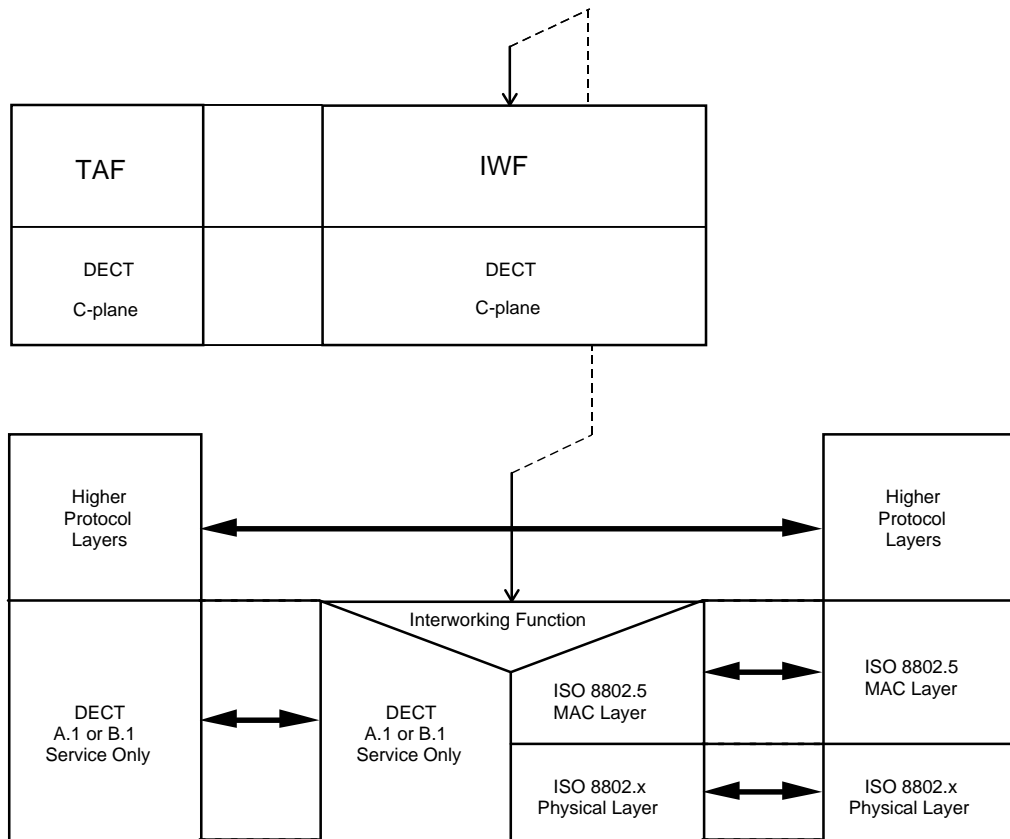 TAF
IWF
DECT
C-plane
DECT
C-plane
Higher
Protocol
Layers
Higher
Protocol
Layers
Interworking Function
DECT
A.1 or B.1
Service Only
DECT
A.1 or B.1
Service Only
ISO 8802.5
MAC Layer
ISO 8802.5
MAC Layer
ISO 8802.x
Physical Layer
ISO 8802.x
Physical Layer